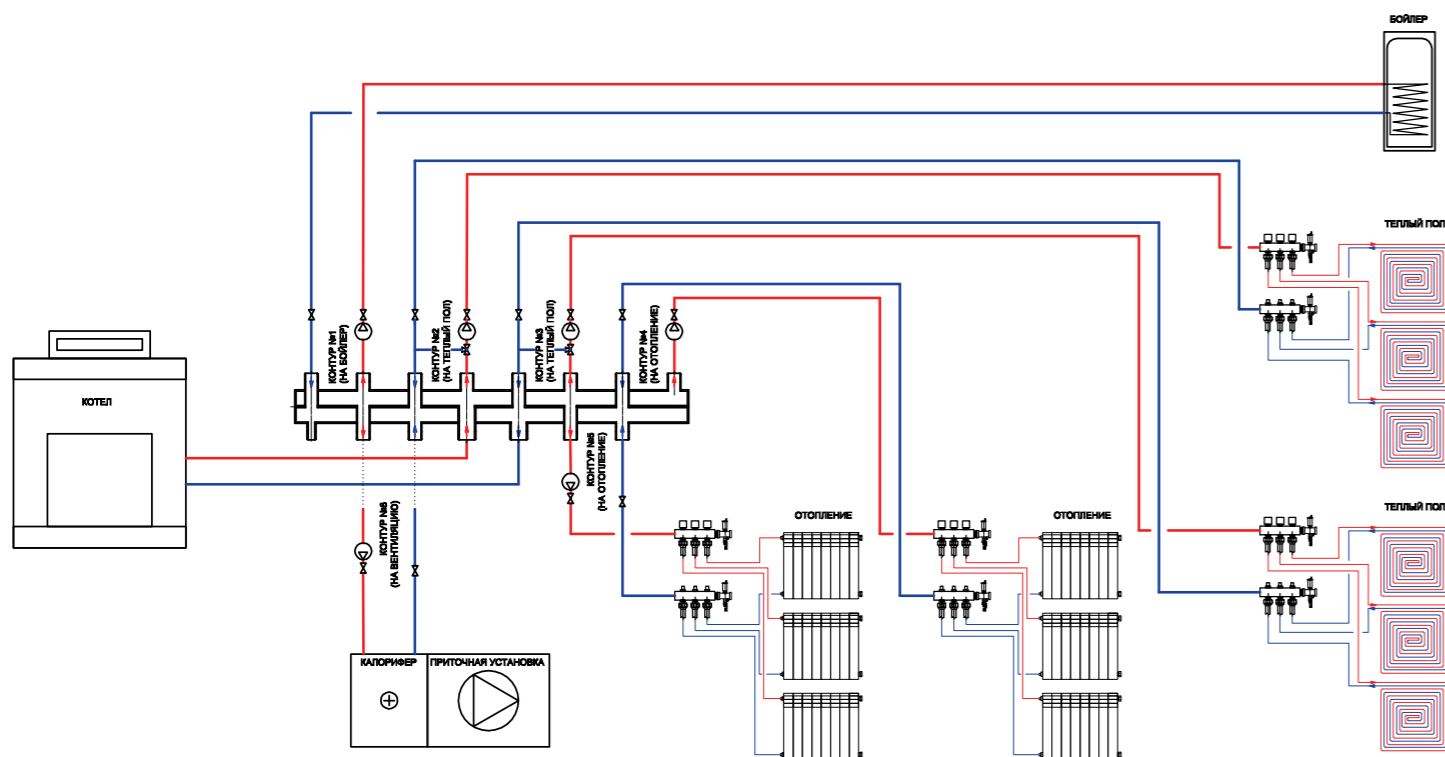 БОЙЛЕР
ТЕПЛЫЙ ПОЛ
КОНТУР №1
(НА БОЙЛЕР)
КОНТУР №2
(НА ТЕПЛЫЙ ПОЛ)
КОНТУР №3
(НА ТЕПЛЫЙ ПОЛ)
КОНТУР №4
(НА ОТОПЛЕНИЕ)
КОТЕЛ
КОНТУР №5
(НА ОТОПЛЕНИЕ)
КОНТУР №6
(НА ВЕНТИЛЯЦИЮ)
ОТОПЛЕНИЕ
ОТОПЛЕНИЕ
ТЕПЛЫЙ ПОЛ
КАЛОРИФЕР
ПРИТОЧНАЯ УСТАНОВКА